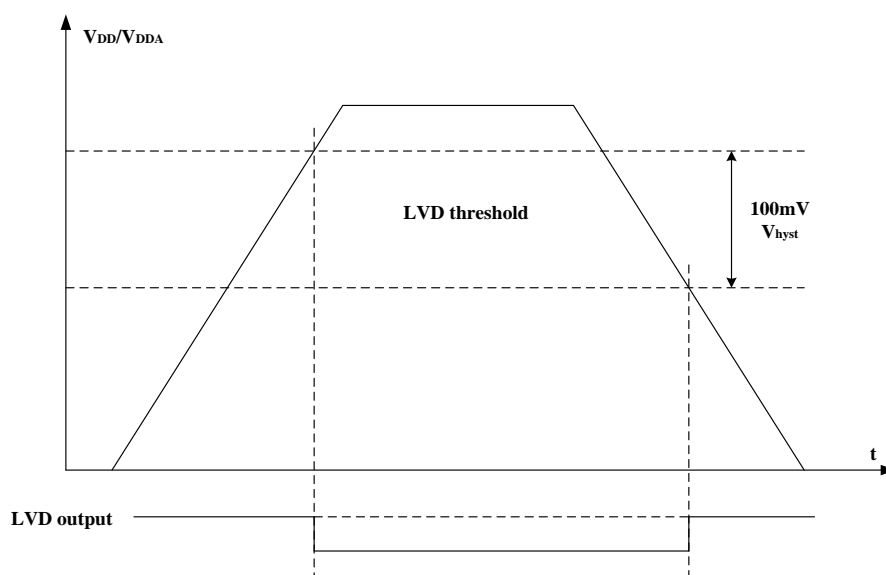 VDD/VDDA
LVD threshold
100mV
Vhyst
t
LVD output